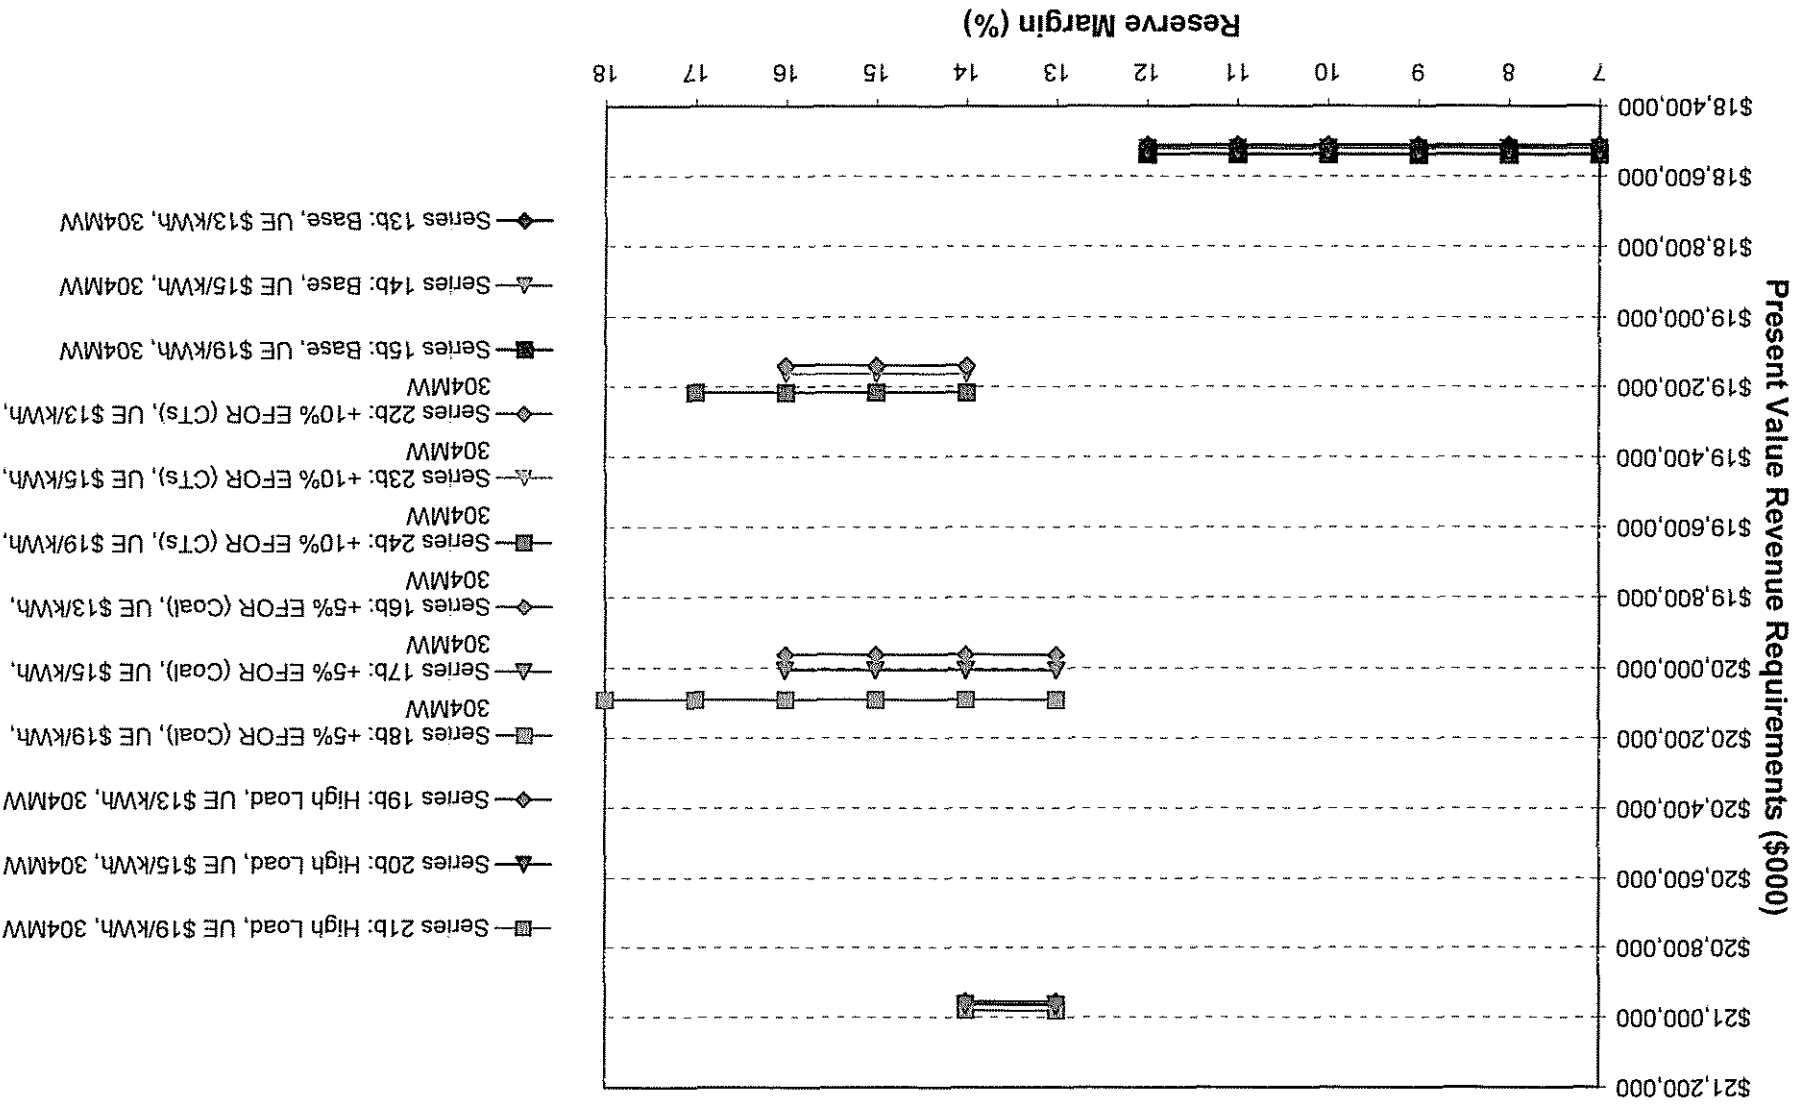 Present Value Revenue Requirements ($000)
$21,200,000
$21,000,000
$20,800,000
$20,600,000
$20,400,000
$20,200,000
$20,000,000
$19,800,000
$19,600,000
$19,400,000
$19,200,000
$19,000,000
$18,800,000
$18,600,000
$18,400,000
7 8 9 10 11 12 13 14 15 16 17 18
Reserve Margin (%)
Series 21b: High Load, UE $19/kWh, 304MW
Series 20b: High Load, UE $15/kWh, 304MW
Series 19b: High Load, UE $13/kWh, 304MW
Series 18b: +5% EFOR (Coal), UE $19/kWh,
304MW
Series 17b: +5% EFOR (Coal), UE $15/kWh,
304MW
Series 16b: +5% EFOR (Coal), UE $13/kWh,
304MW
Series 24b: +10% EFOR (CTs), UE $19/kWh,
304MW
Series 23b: +10% EFOR (CTs), UE $15/kWh,
304MW
Series 22b: +10% EFOR (CTs), UE $13/kWh,
304MW
Series 15b: Base, UE $19/kWh, 304MW
Series 14b: Base, UE $15/kWh, 304MW
Series 13b: Base, UE $13/kWh, 304MW